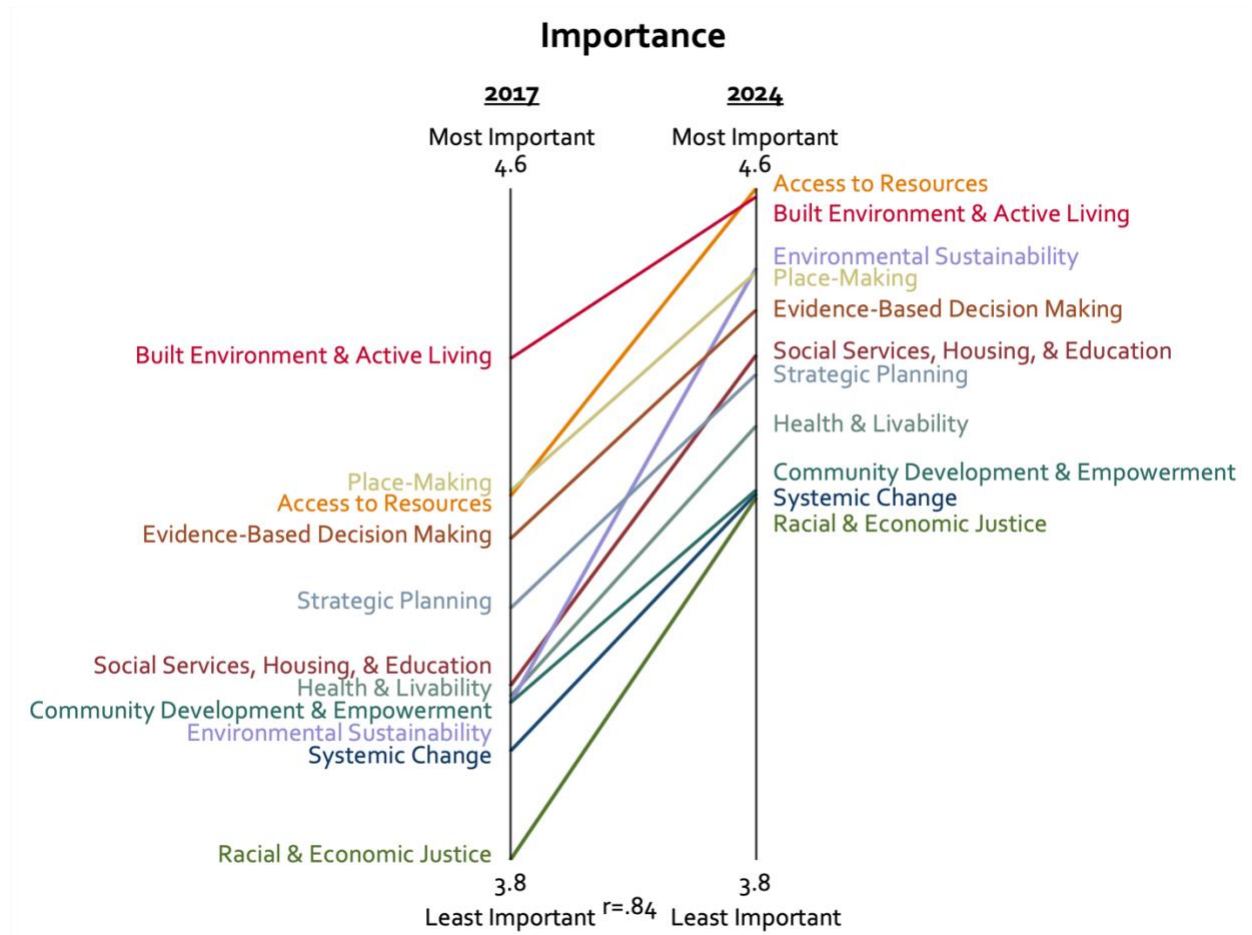 Importance
2017
2024
Most Important
Most Important
4.6
4.6
Built Environment & Active Living
Place-Making
Access to Resources
Evidence-Based Decision Making
Strategic Planning
Social Services, Housing, & Education
Health & Livability
Community Development & Empowerment
Environmental Sustainability
Systemic Change
Racial & Economic Justice
Access to Resources
Built Environment & Active Living
Environmental Sustainability
Place-Making
Evidence-Based Decision Making
Social Services, Housing, & Education
Strategic Planning
Health & Livability
Community Development & Empowerment
Systemic Change
Racial & Economic Justice
3.8
3.8
Least Important
r=.84
Least Important